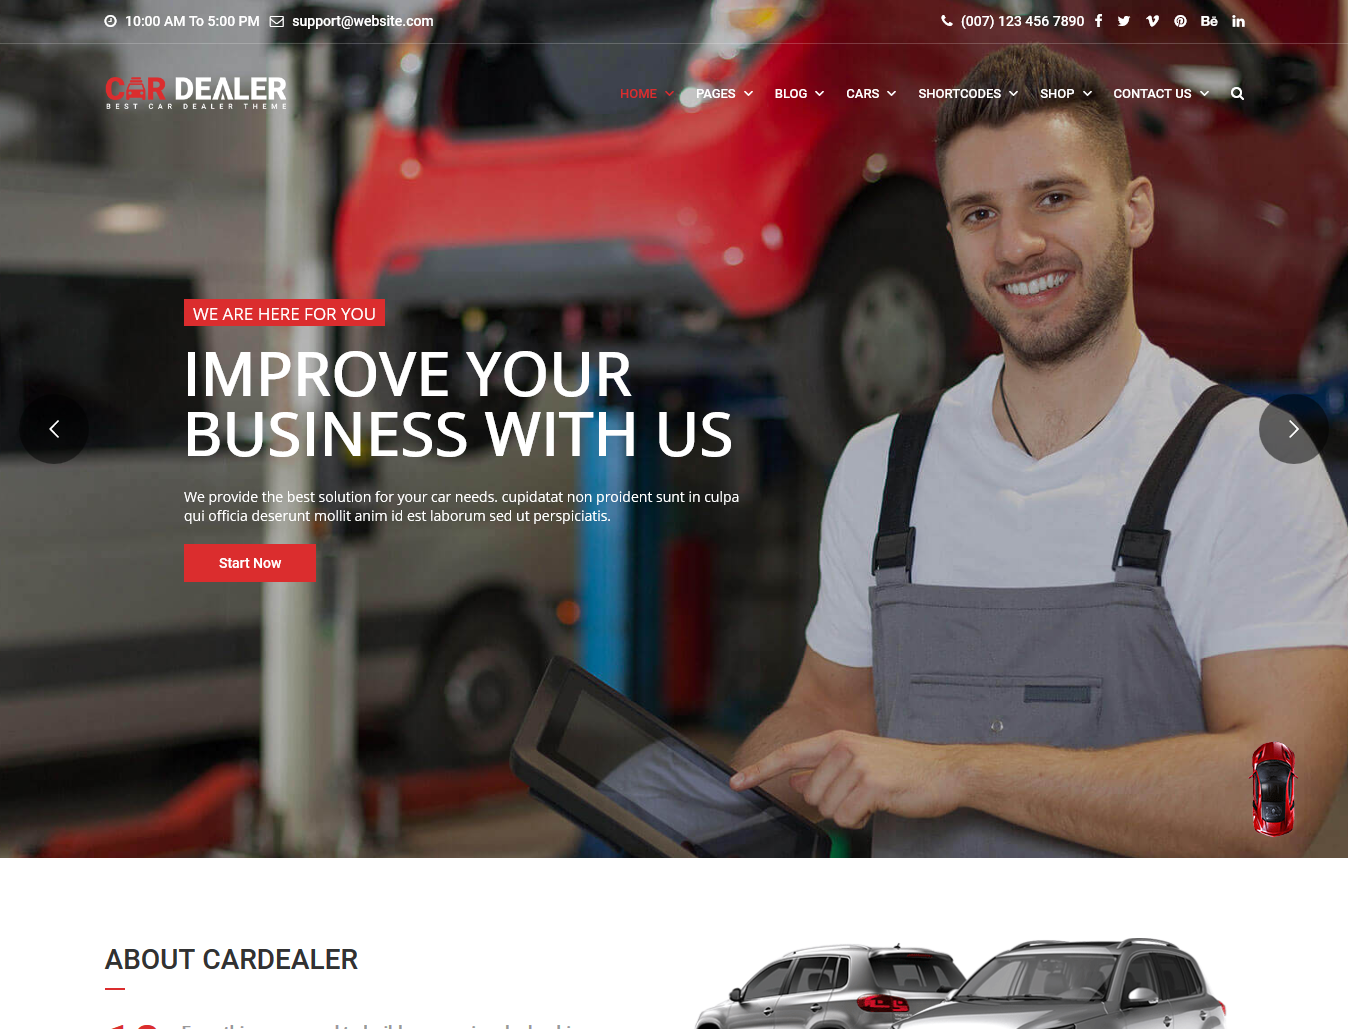 10:00 AM To 5:00 PM support@website.com (007) 123 456 7890
CAR DEALER
BEST CAR DEALER THEME
HOME PAGES BLOG CARS SHORTCODES SHOP CONTACT US
WE ARE HERE FOR YOU
IMPROVE YOUR
BUSINESS WITH US
We provide the best solution for your car needs. cupidatat non proident sunt in culpa
qui officia deserunt mollit anim id est laborum sed ut perspiciatis.
Start Now
ABOUT CARDEALER